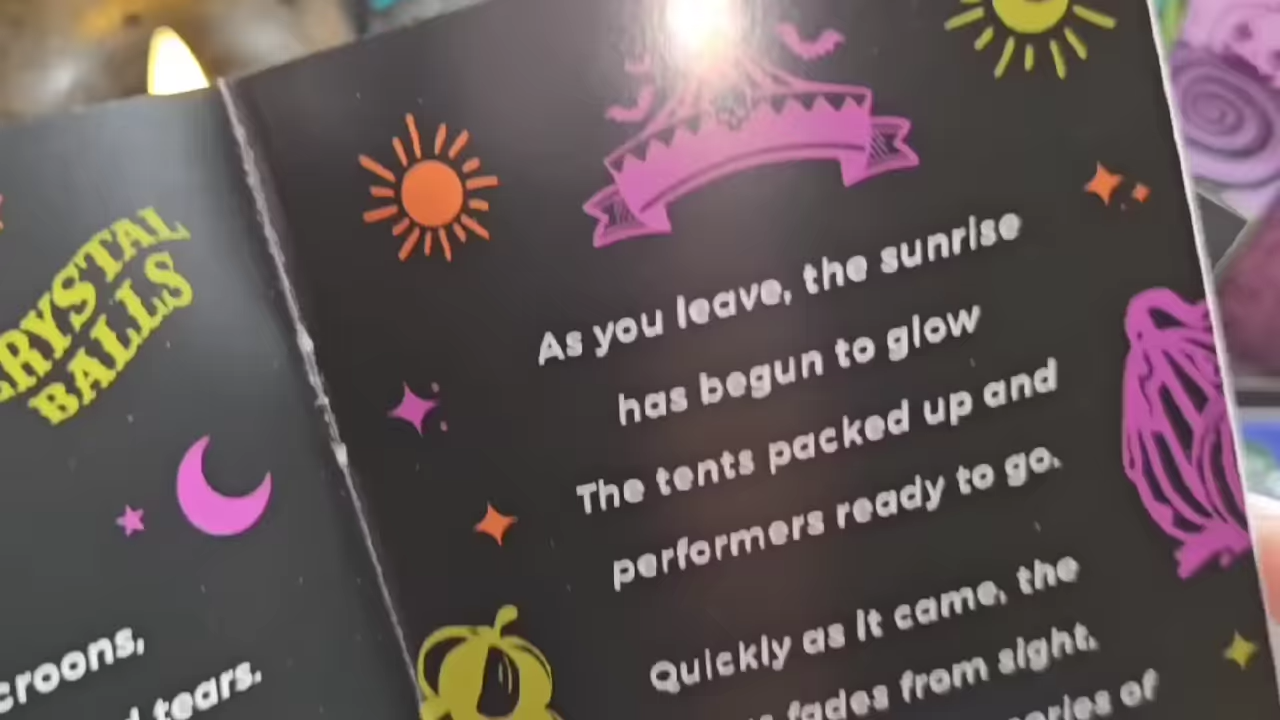 CRYSTAL
BALLS
tears.
As you leave, the sunrise
has begun to glow
The tents packed up and
performers ready to go.
Quickly as it came, the
fades from sight.
of